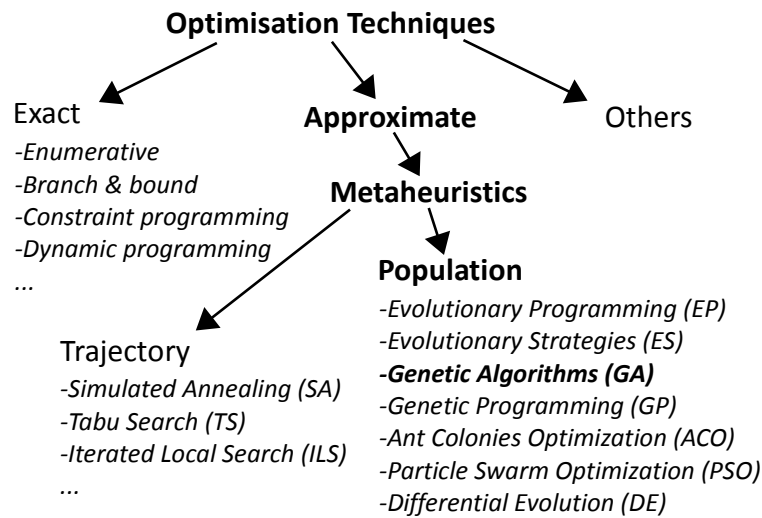 Optimisation Techniques
Exact
-Enumerative
-Branch & bound
-Constraint programming
-Dynamic programming
...
Approximate
Others
Metaheuristics
Trajectory
-Simulated Annealing (SA)
-Tabu Search (TS)
-Iterated Local Search (ILS)
...
Population
-Evolutionary Programming (EP)
-Evolutionary Strategies (ES)
-Genetic Algorithms (GA)
-Genetic Programming (GP)
-Ant Colonies Optimization (ACO)
-Particle Swarm Optimization (PSO)
-Differential Evolution (DE)